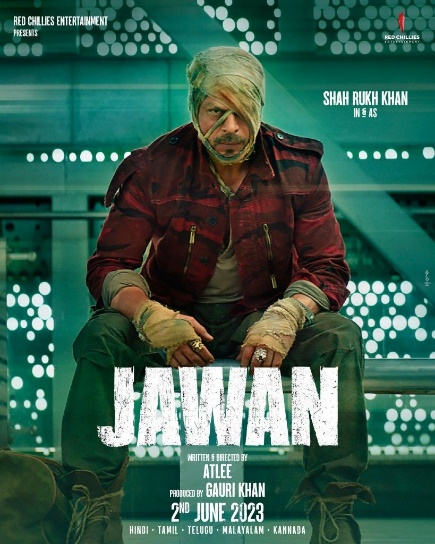 RED CHILLIES ENTERTAINMENT
PRESENTS
RED CHILLIES
ENTERTAINMENT
SHAH RUKH KHAN
IN & AS
JAWAN
WRITTEN & DIRECTED BY
ATLEE
PRODUCED BY GAURI KHAN
2ND JUNE 2023
HINDI · TAMIL · TELUGU · MALAYALAM · KANNADA